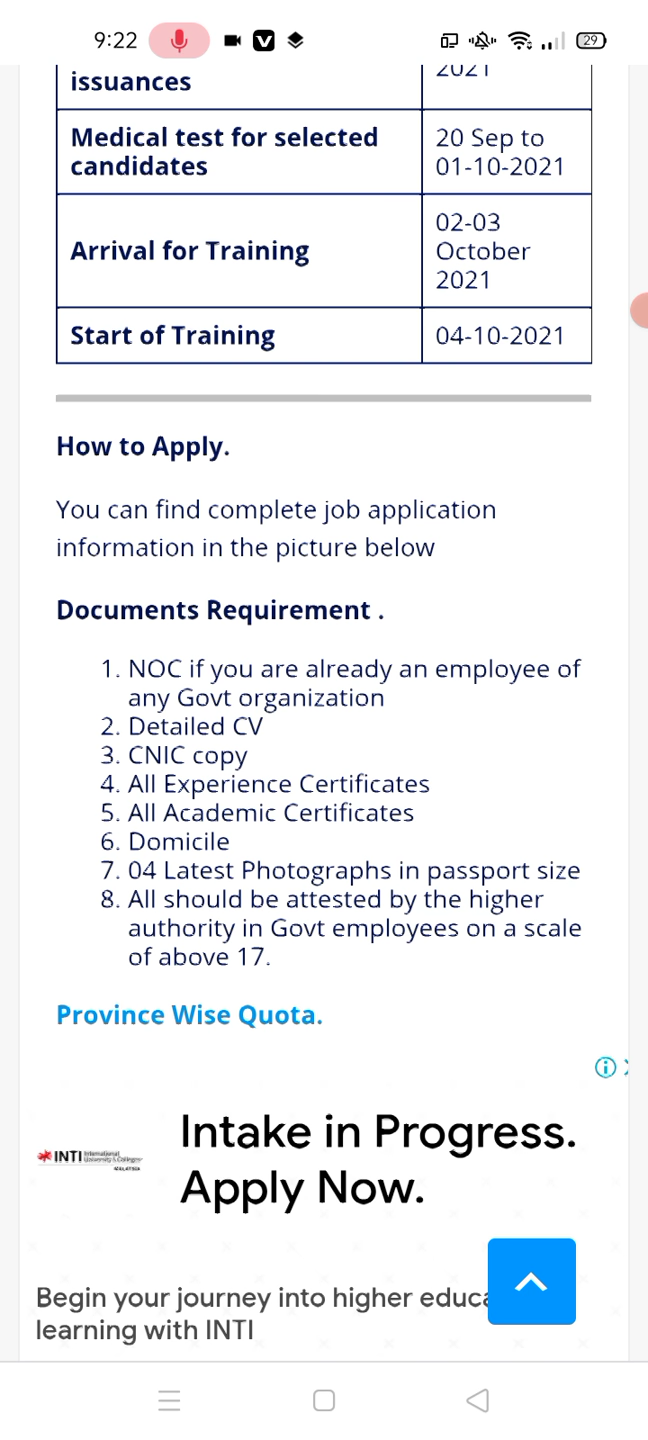 9:22
29
issuances
2021
Medical test for selected
candidates
20 Sep to
01-10-2021
Arrival for Training
02-03
October
2021
Start of Training
04-10-2021
How to Apply.
You can find complete job application
information in the picture below
Documents Requirement .
1. NOC if you are already an employee of
any Govt organization
2. Detailed CV
3. CNIC copy
4. All Experience Certificates
5. All Academic Certificates
6. Domicile
7. 04 Latest Photographs in passport size
8. All should be attested by the higher
authority in Govt employees on a scale
of above 17.
Province Wise Quota.
Intake in Progress.
INTI International
University & Colleges
MALAYSIA
Apply Now.
Begin your journey into higher educa
learning with INTI